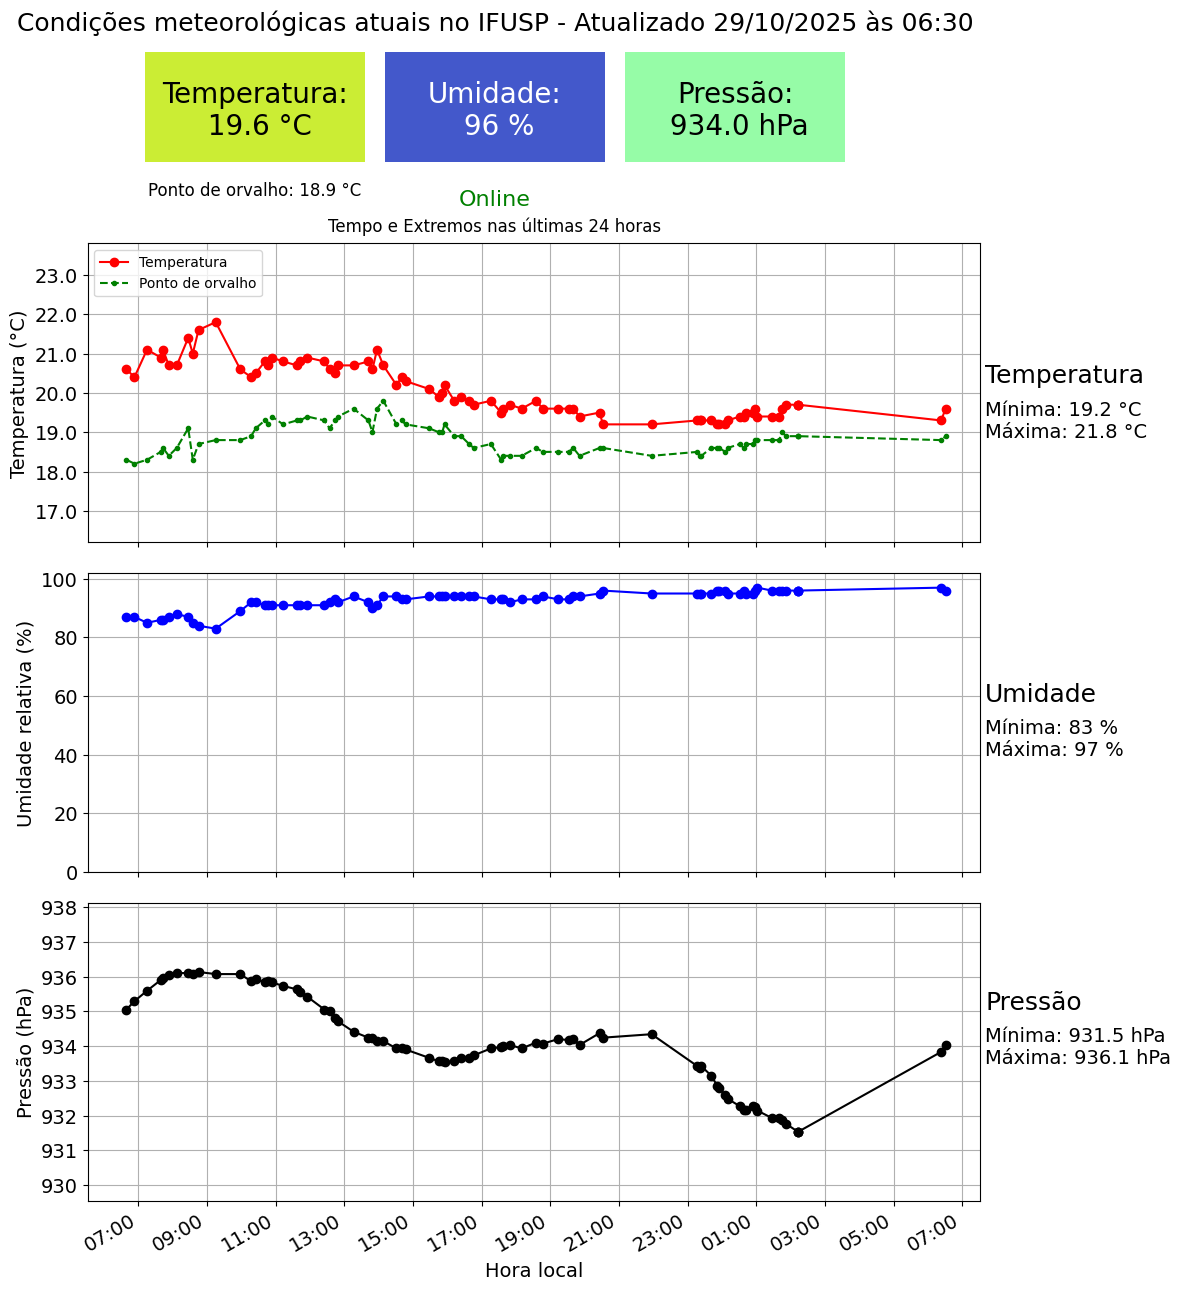 Condições meteorológicas atuais no IFUSP - Atualizado 29/10/2025 às 06:30
Temperatura:
19.6 °C
Umidade:
96 %
Pressão:
934.0 hPa
Ponto de orvalho: 18.9 °C
Online
Tempo e Extremos nas últimas 24 horas
Temperatura
Ponto de orvalho
Temperatura (°C)
23.0
22.0
21.0
20.0
19.0
18.0
17.0
Temperatura
Mínima: 19.2 °C
Máxima: 21.8 °C
Umidade relativa (%)
100
80
60
40
20
0
Umidade
Mínima: 83 %
Máxima: 97 %
Pressão (hPa)
938
937
936
935
934
933
932
931
930
Pressão
Mínima: 931.5 hPa
Máxima: 936.1 hPa
07:00
09:00
11:00
13:00
15:00
17:00
19:00
21:00
23:00
01:00
03:00
05:00
07:00
Hora local